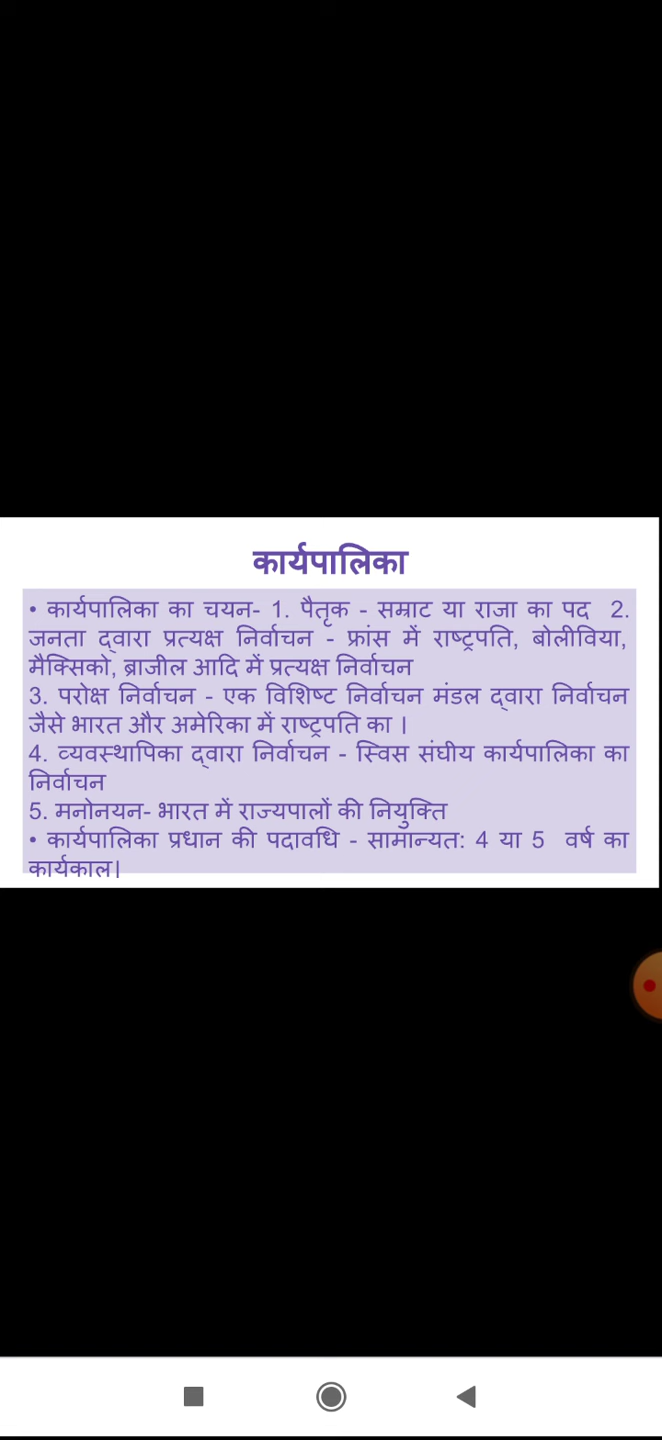 कार्यपालिका
• कार्यपालिका का चयन- 1. पैतृक - सम्राट या राजा का पद 2.
जनता द्वारा प्रत्यक्ष निर्वाचन - फ्रांस में राष्ट्रपति, बोलीविया,
मैक्सिको, ब्राजील आदि में प्रत्यक्ष निर्वाचन
3. परोक्ष निर्वाचन - एक विशिष्ट निर्वाचन मंडल द्वारा निर्वाचन
जैसे भारत और अमेरिका में राष्ट्रपति का ।
4. व्यवस्थापिका द्वारा निर्वाचन - स्विस संघीय कार्यपालिका का
निर्वाचन
5. मनोनयन- भारत में राज्यपालों की नियुक्ति
• कार्यपालिका प्रधान की पदावधि - सामान्यत: 4 या 5 वर्ष का
कार्यकाल|